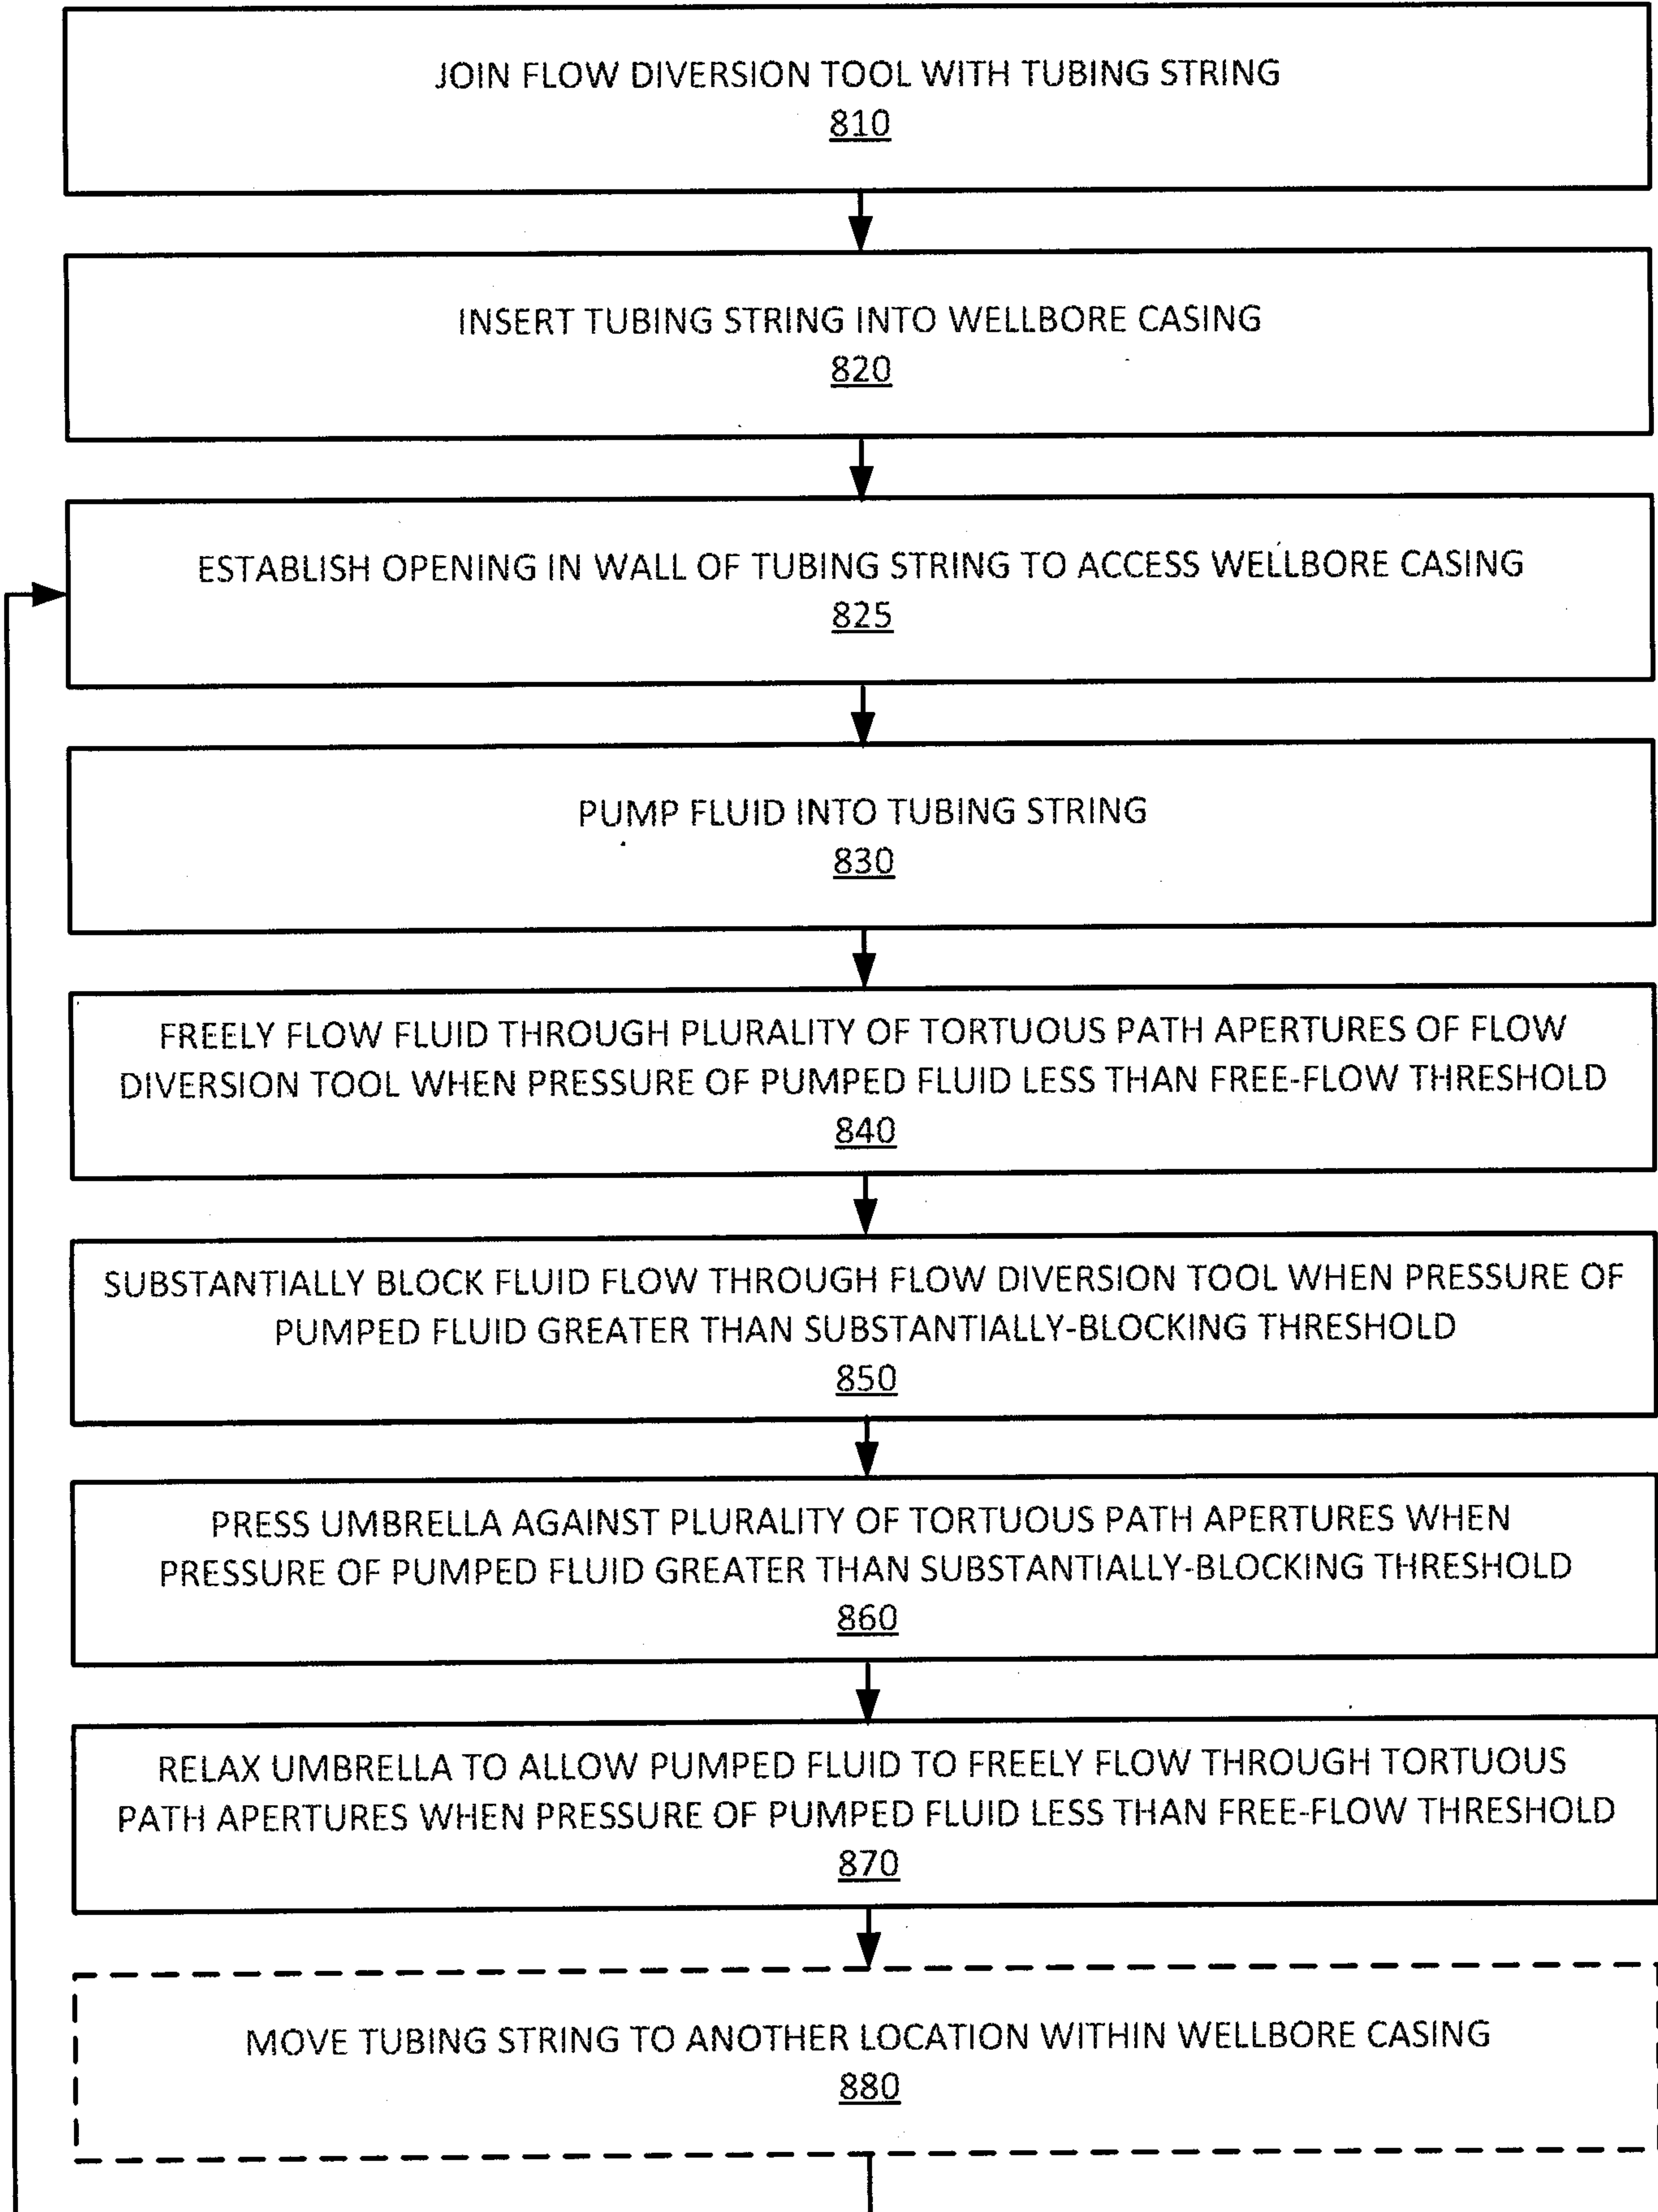 JOIN FLOW DIVERSION TOOL WITH TUBING STRING
810
INSERT TUBING STRING INTO WELLBORE CASING
820
ESTABLISH OPENING IN WALL OF TUBING STRING TO ACCESS WELLBORE CASING
825
PUMP FLUID INTO TUBING STRING
830
FREELY FLOW FLUID THROUGH PLURALITY OF TORTUOUS PATH APERTURES OF FLOW
DIVERSION TOOL WHEN PRESSURE OF PUMPED FLUID LESS THAN FREE-FLOW THRESHOLD
840
SUBSTANTIALLY BLOCK FLUID FLOW THROUGH FLOW DIVERSION TOOL WHEN PRESSURE OF
PUMPED FLUID GREATER THAN SUBSTANTIALLY-BLOCKING THRESHOLD
850
PRESS UMBRELLA AGAINST PLURALITY OF TORTUOUS PATH APERTURES WHEN
PRESSURE OF PUMPED FLUID GREATER THAN SUBSTANTIALLY-BLOCKING THRESHOLD
860
RELAX UMBRELLA TO ALLOW PUMPED FLUID TO FREELY FLOW THROUGH TORTUOUS
PATH APERTURES WHEN PRESSURE OF PUMPED FLUID LESS THAN FREE-FLOW THRESHOLD
870
MOVE TUBING STRING TO ANOTHER LOCATION WITHIN WELLBORE CASING
880